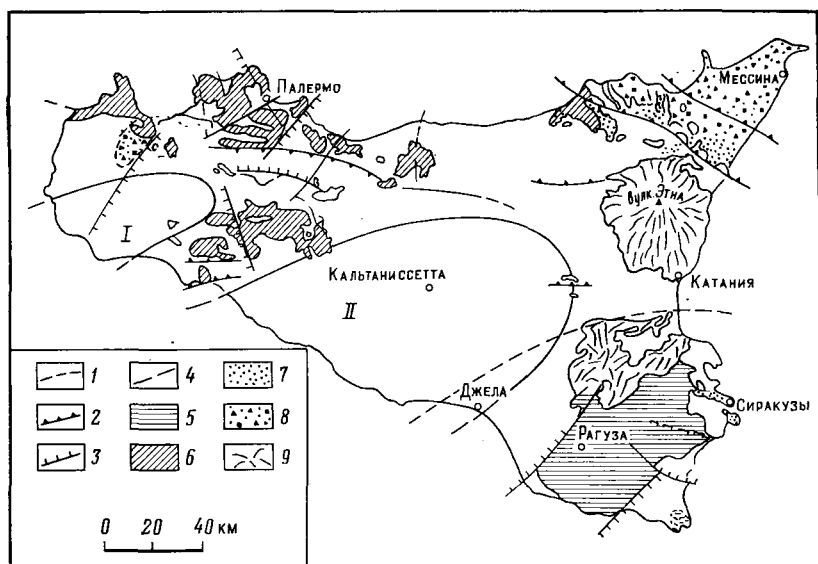 Палермо
Мессина
Вулк. Этна
I
Кальтаниссетта
Катания
II
Джела
Сиракузы
Рагуза
1
4
7
2
5
8
3
6
9
0 20 40 км